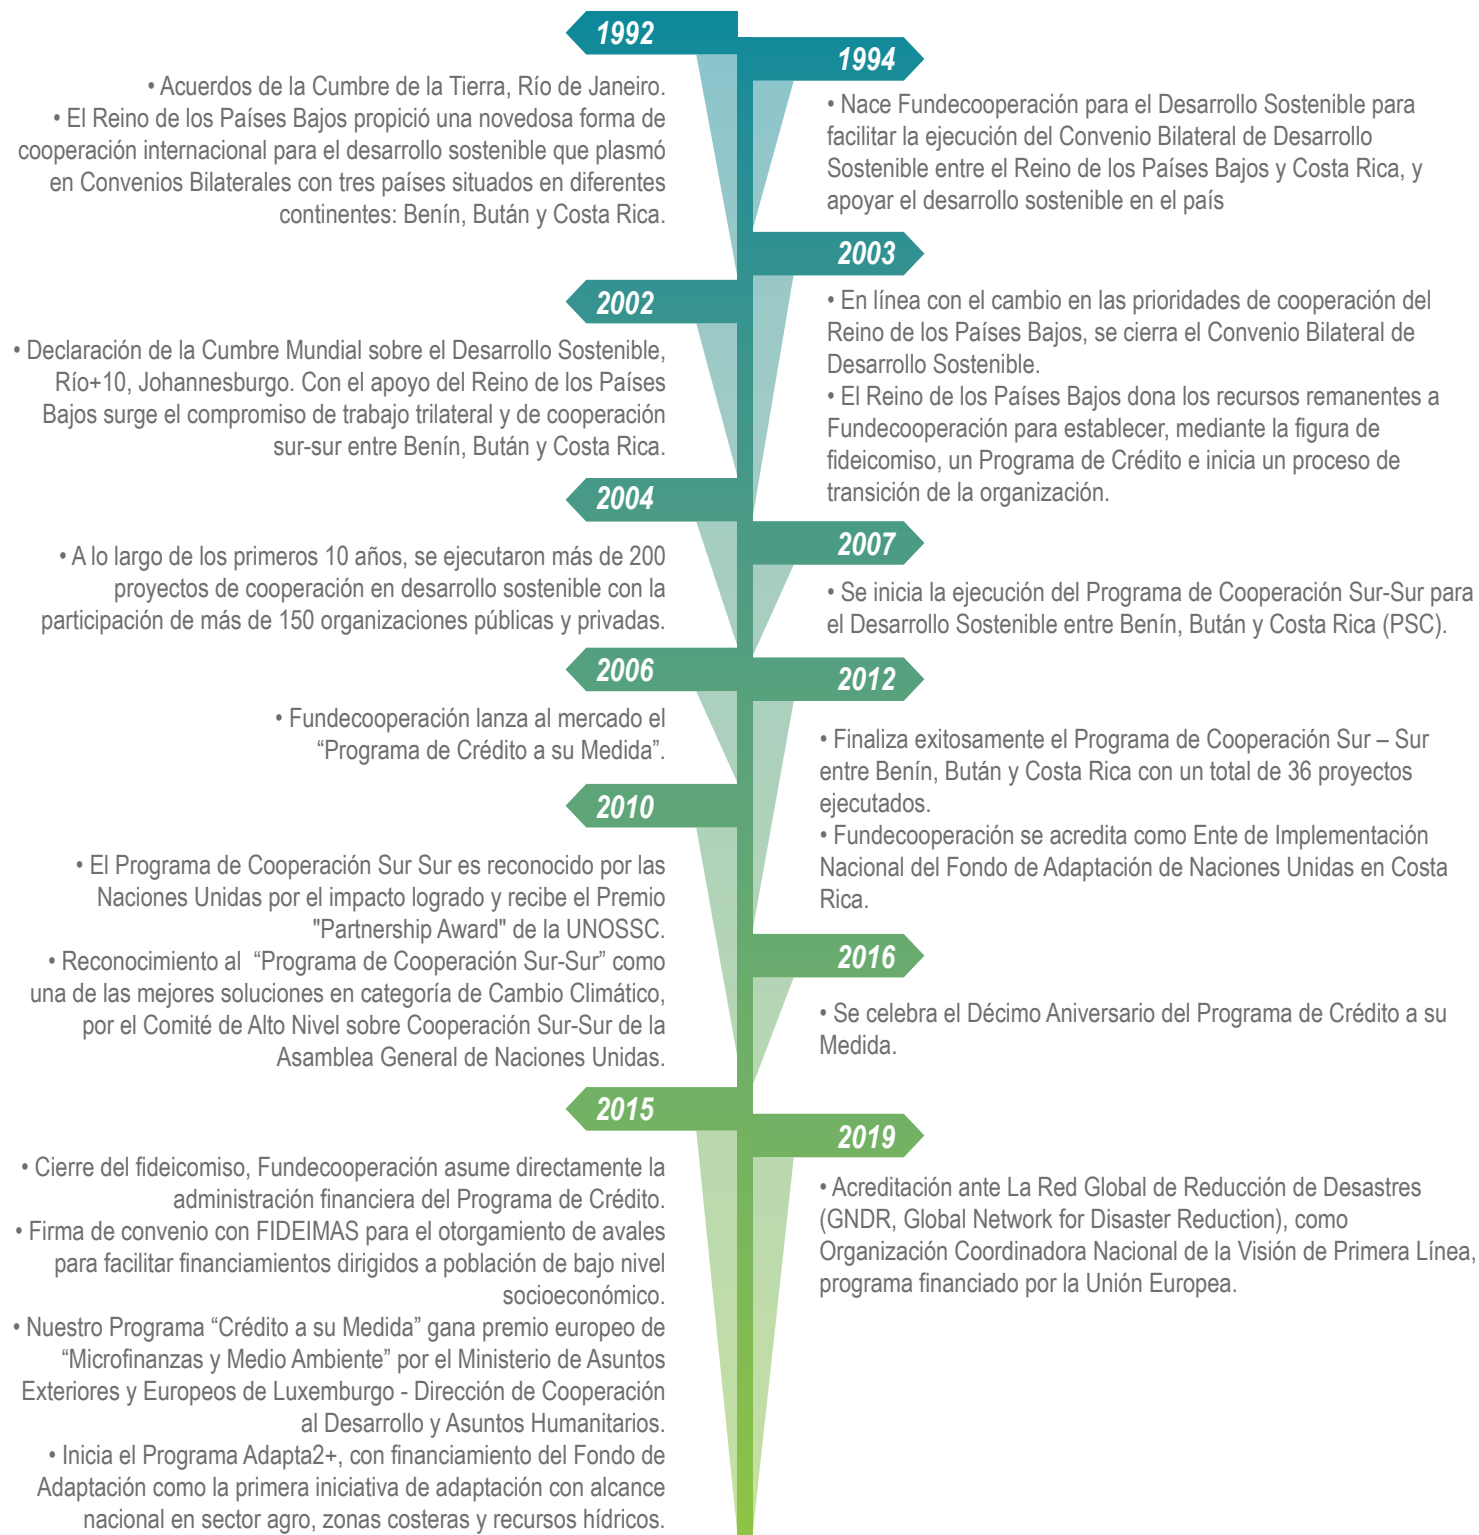 1992
• Acuerdos de la Cumbre de la Tierra, Río de Janeiro.
• El Reino de los Países Bajos propició una novedosa forma de
cooperación internacional para el desarrollo sostenible que plasmó
en Convenios Bilaterales con tres países situados en diferentes
continentes: Benín, Bután y Costa Rica.
1994
• Nace Fundecooperación para el Desarrollo Sostenible para
facilitar la ejecución del Convenio Bilateral de Desarrollo
Sostenible entre el Reino de los Países Bajos y Costa Rica, y
apoyar el desarrollo sostenible en el país
2002
• Declaración de la Cumbre Mundial sobre el Desarrollo Sostenible,
Río+10, Johannesburgo. Con el apoyo del Reino de los Países
Bajos surge el compromiso de trabajo trilateral y de cooperación
sur-sur entre Benín, Bután y Costa Rica.
2003
• En línea con el cambio en las prioridades de cooperación del
Reino de los Países Bajos, se cierra el Convenio Bilateral de
Desarrollo Sostenible.
• El Reino de los Países Bajos dona los recursos remanentes a
Fundecooperación para establecer, mediante la figura de
fideicomiso, un Programa de Crédito e inicia un proceso de
transición de la organización.
2004
• A lo largo de los primeros 10 años, se ejecutaron más de 200
proyectos de cooperación en desarrollo sostenible con la
participación de más de 150 organizaciones públicas y privadas.
2006
• Fundecooperación lanza al mercado el
“Programa de Crédito a su Medida”.
2007
• Se inicia la ejecución del Programa de Cooperación Sur-Sur para
el Desarrollo Sostenible entre Benín, Bután y Costa Rica (PSC).
2010
• El Programa de Cooperación Sur Sur es reconocido por las
Naciones Unidas por el impacto logrado y recibe el Premio
"Partnership Award" de la UNOSSC.
• Reconocimiento al “Programa de Cooperación Sur-Sur” como
una de las mejores soluciones en categoría de Cambio Climático,
por el Comité de Alto Nivel sobre Cooperación Sur-Sur de la
Asamblea General de Naciones Unidas.
2012
• Finaliza exitosamente el Programa de Cooperación Sur – Sur
entre Benín, Bután y Costa Rica con un total de 36 proyectos
ejecutados.
• Fundecooperación se acredita como Ente de Implementación
Nacional del Fondo de Adaptación de Naciones Unidas en Costa
Rica.
2015
• Cierre del fideicomiso, Fundecooperación asume directamente la
administración financiera del Programa de Crédito.
• Firma de convenio con FIDEIMAS para el otorgamiento de avales
para facilitar financiamientos dirigidos a población de bajo nivel
socioeconómico.
• Nuestro Programa “Crédito a su Medida” gana premio europeo de
“Microfinanzas y Medio Ambiente” por el Ministerio de Asuntos
Exteriores y Europeos de Luxemburgo - Dirección de Cooperación
al Desarrollo y Asuntos Humanitarios.
• Inicia el Programa Adapta2+, con financiamiento del Fondo de
Adaptación como la primera iniciativa de adaptación con alcance
nacional en sector agro, zonas costeras y recursos hídricos.
2016
• Se celebra el Décimo Aniversario del Programa de Crédito a su
Medida.
2019
• Acreditación ante La Red Global de Reducción de Desastres
(GNDR, Global Network for Disaster Reduction), como
Organización Coordinadora Nacional de la Visión de Primera Línea,
programa financiado por la Unión Europea.